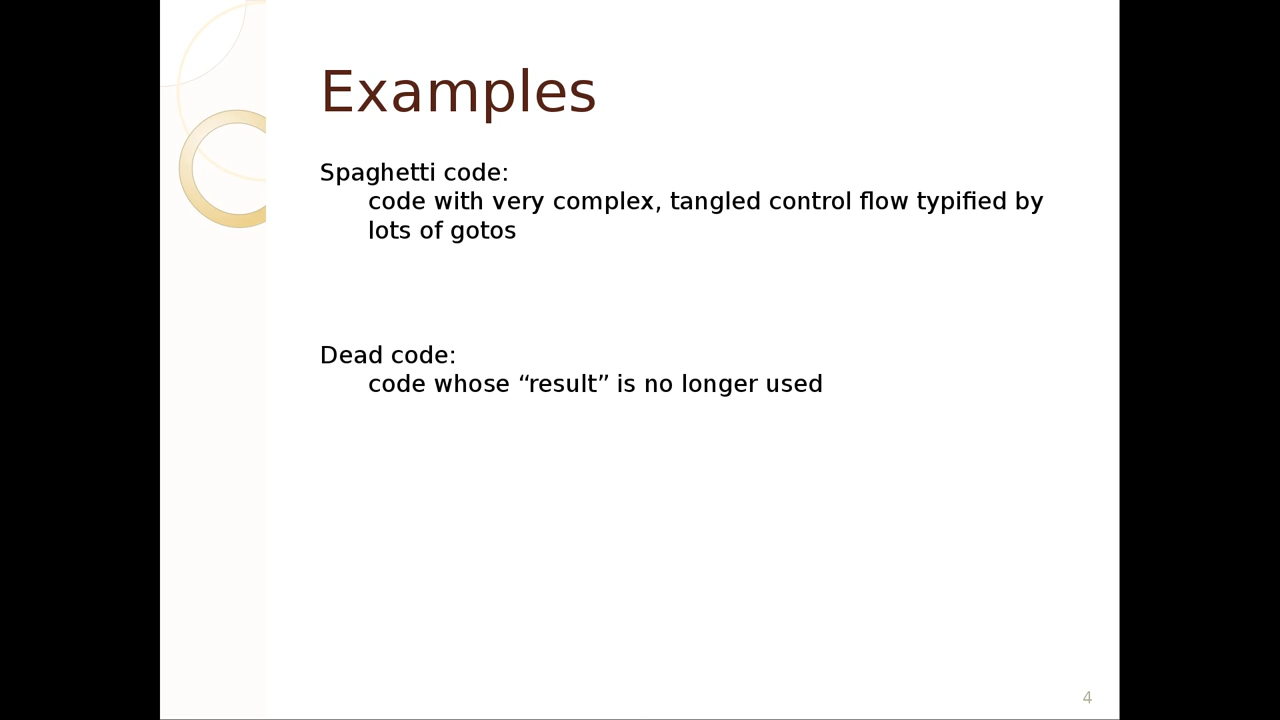 Examples
Spaghetti code:
code with very complex, tangled control flow typified by
lots of gotos
Dead code:
code whose “result” is no longer used
4